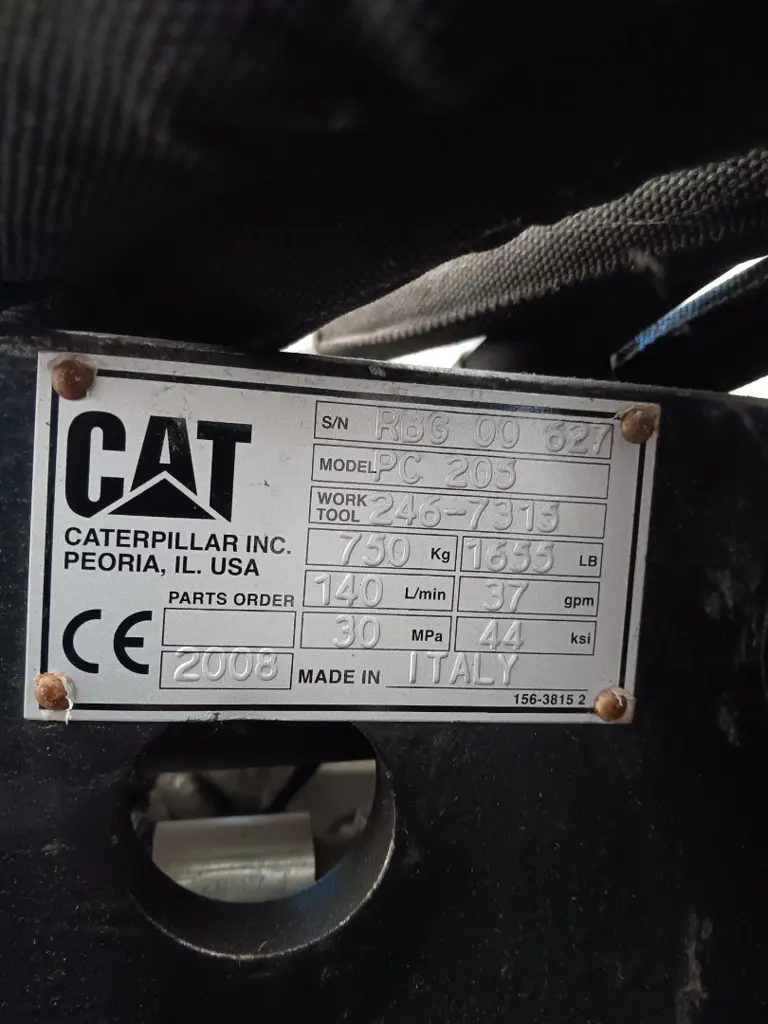 CAT
CATERPILLAR INC.
PEORIA, IL. USA
S/N RBG 00 627
MODEL PC 205
WORK TOOL 246-7315
750 Kg 1655 LB
PARTS ORDER
140 L/min 37 gpm
30 MPa 44 ksi
CE
2008 MADE IN ITALY
156-3815 2